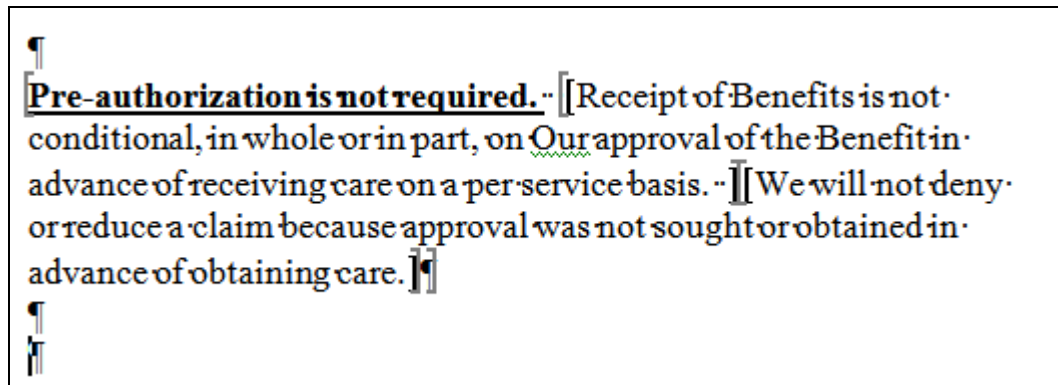 ¶
Pre-authorization is not required. [[Receipt of Benefits is not
conditional, in whole or in part, on Our approval of the Benefit in
advance of receiving care on a per service basis. ]][We will not deny
or reduce a claim because approval was not sought or obtained in
advance of obtaining care.]¶
¶
¶